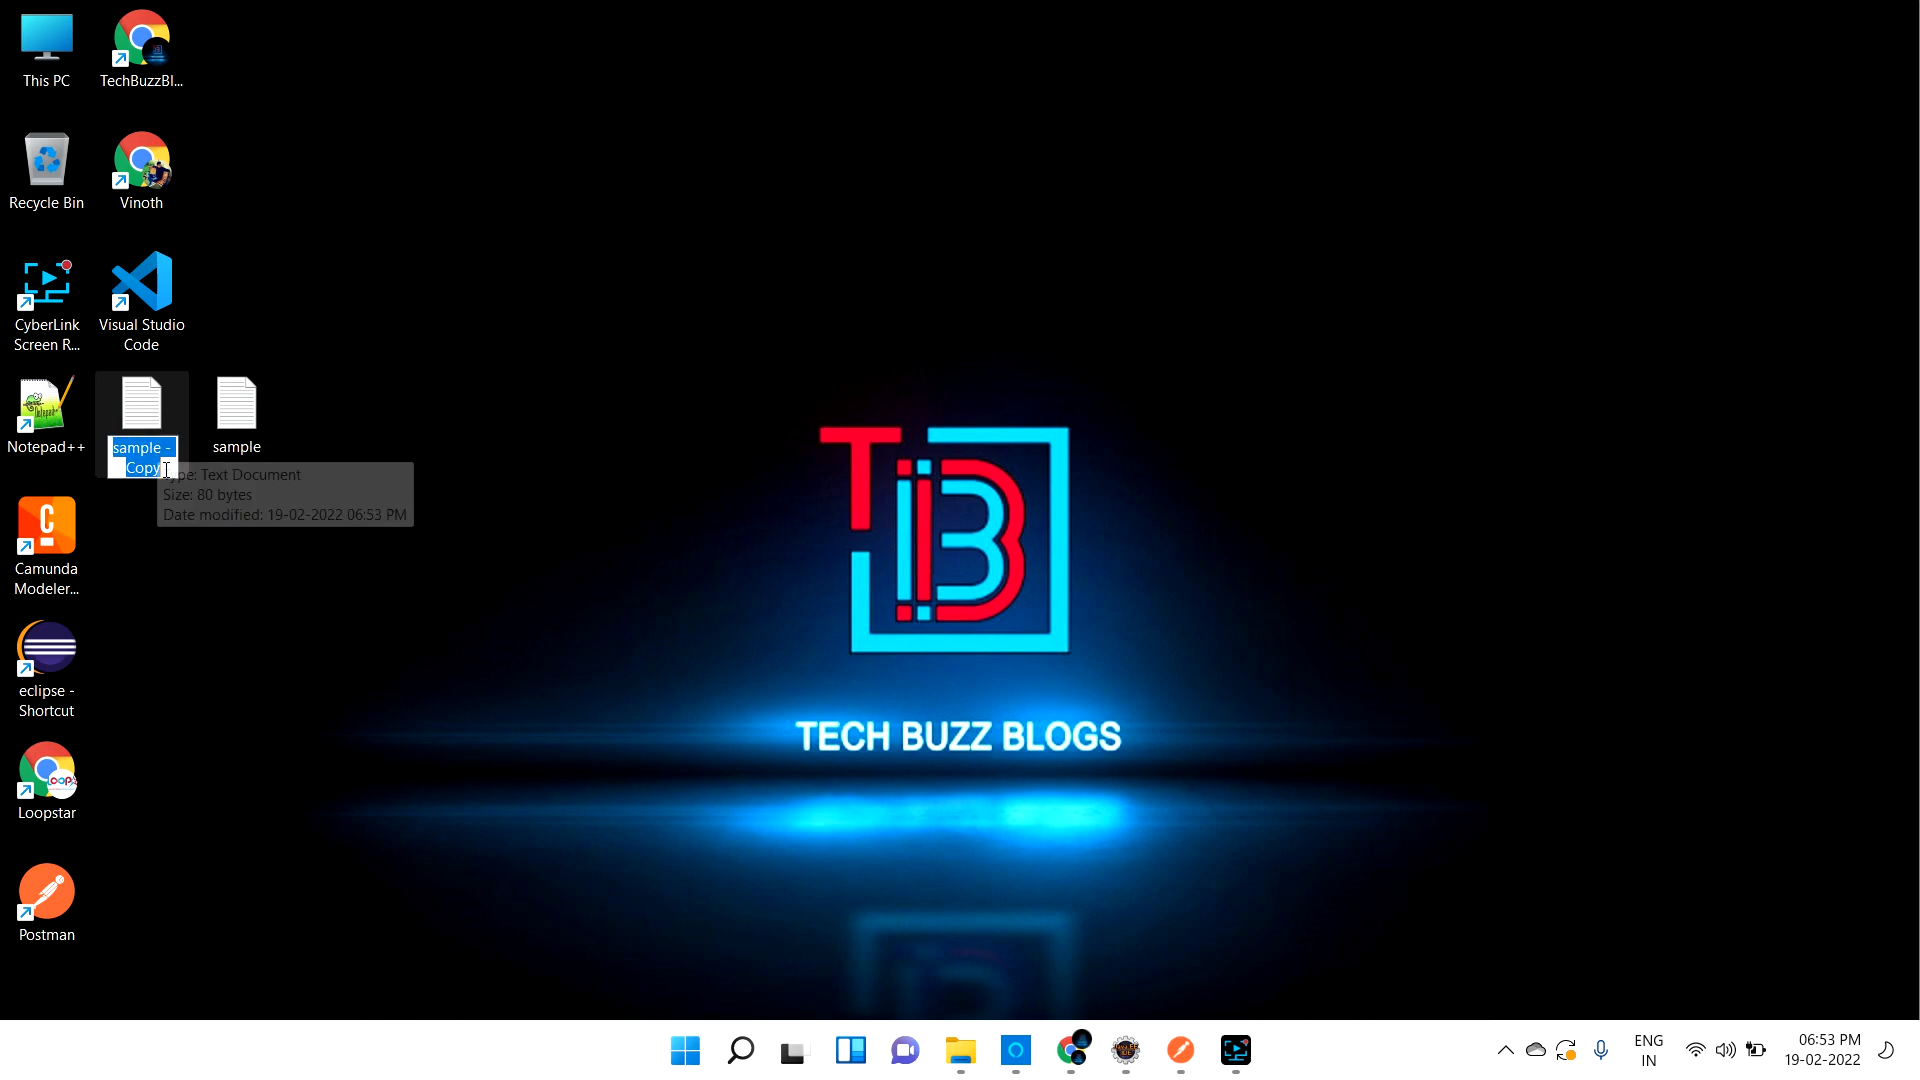 This PC
TechBuzzBl...
Recycle Bin
Vinoth
CyberLink
Screen R...
Visual Studio
Code
Notepad++
sample -
Copy
sample
Type: Text Document
Size: 80 bytes
Date modified: 19-02-2022 06:53 PM
Camunda
Modeler...
eclipse -
Shortcut
Loopstar
Postman
TECH BUZZ BLOGS
ENG
IN
06:53 PM
19-02-2022